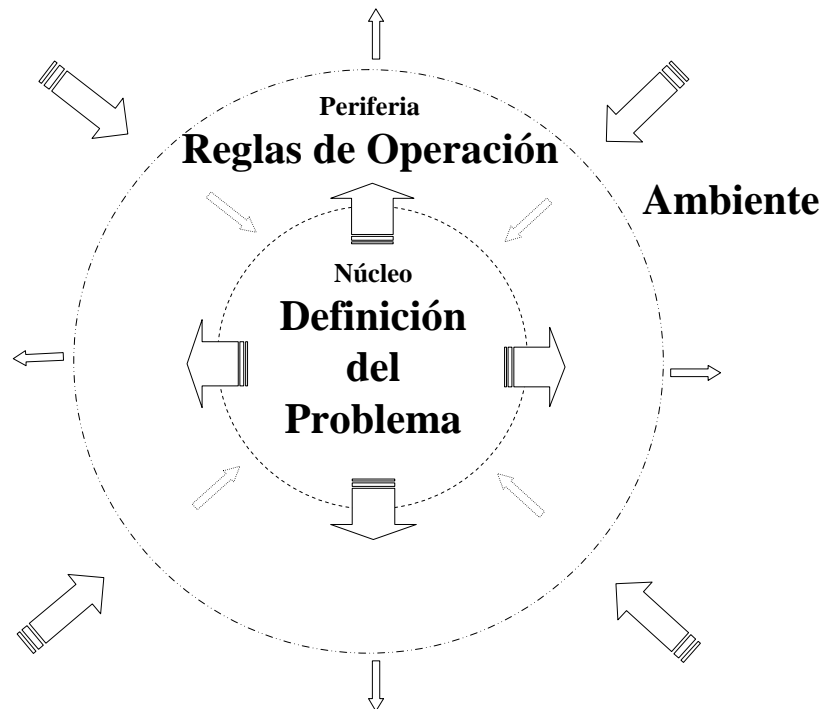 Periferia
Reglas de Operación
Ambiente
Núcleo
Definición
del
Problema